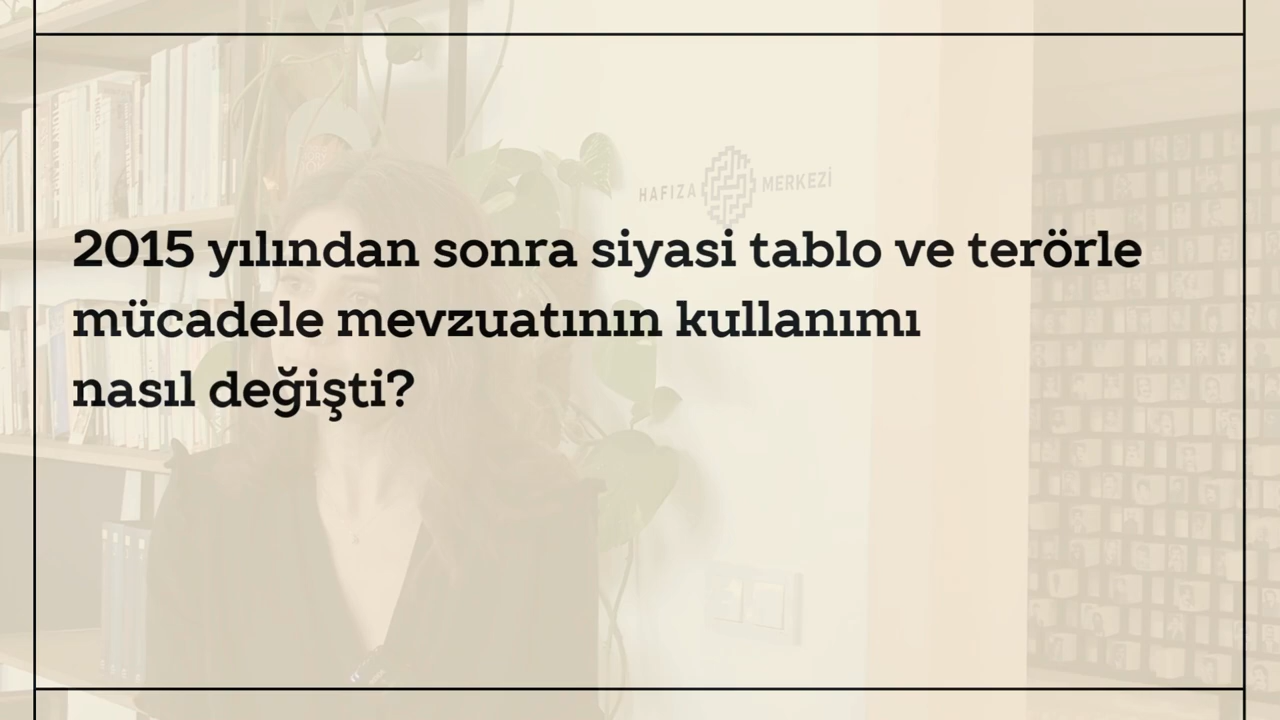 HAFIZA MERKEZİ
2015 yılından sonra siyasi tablo ve terörle
mücadele mevzuatının kullanımı
nasıl değişti?